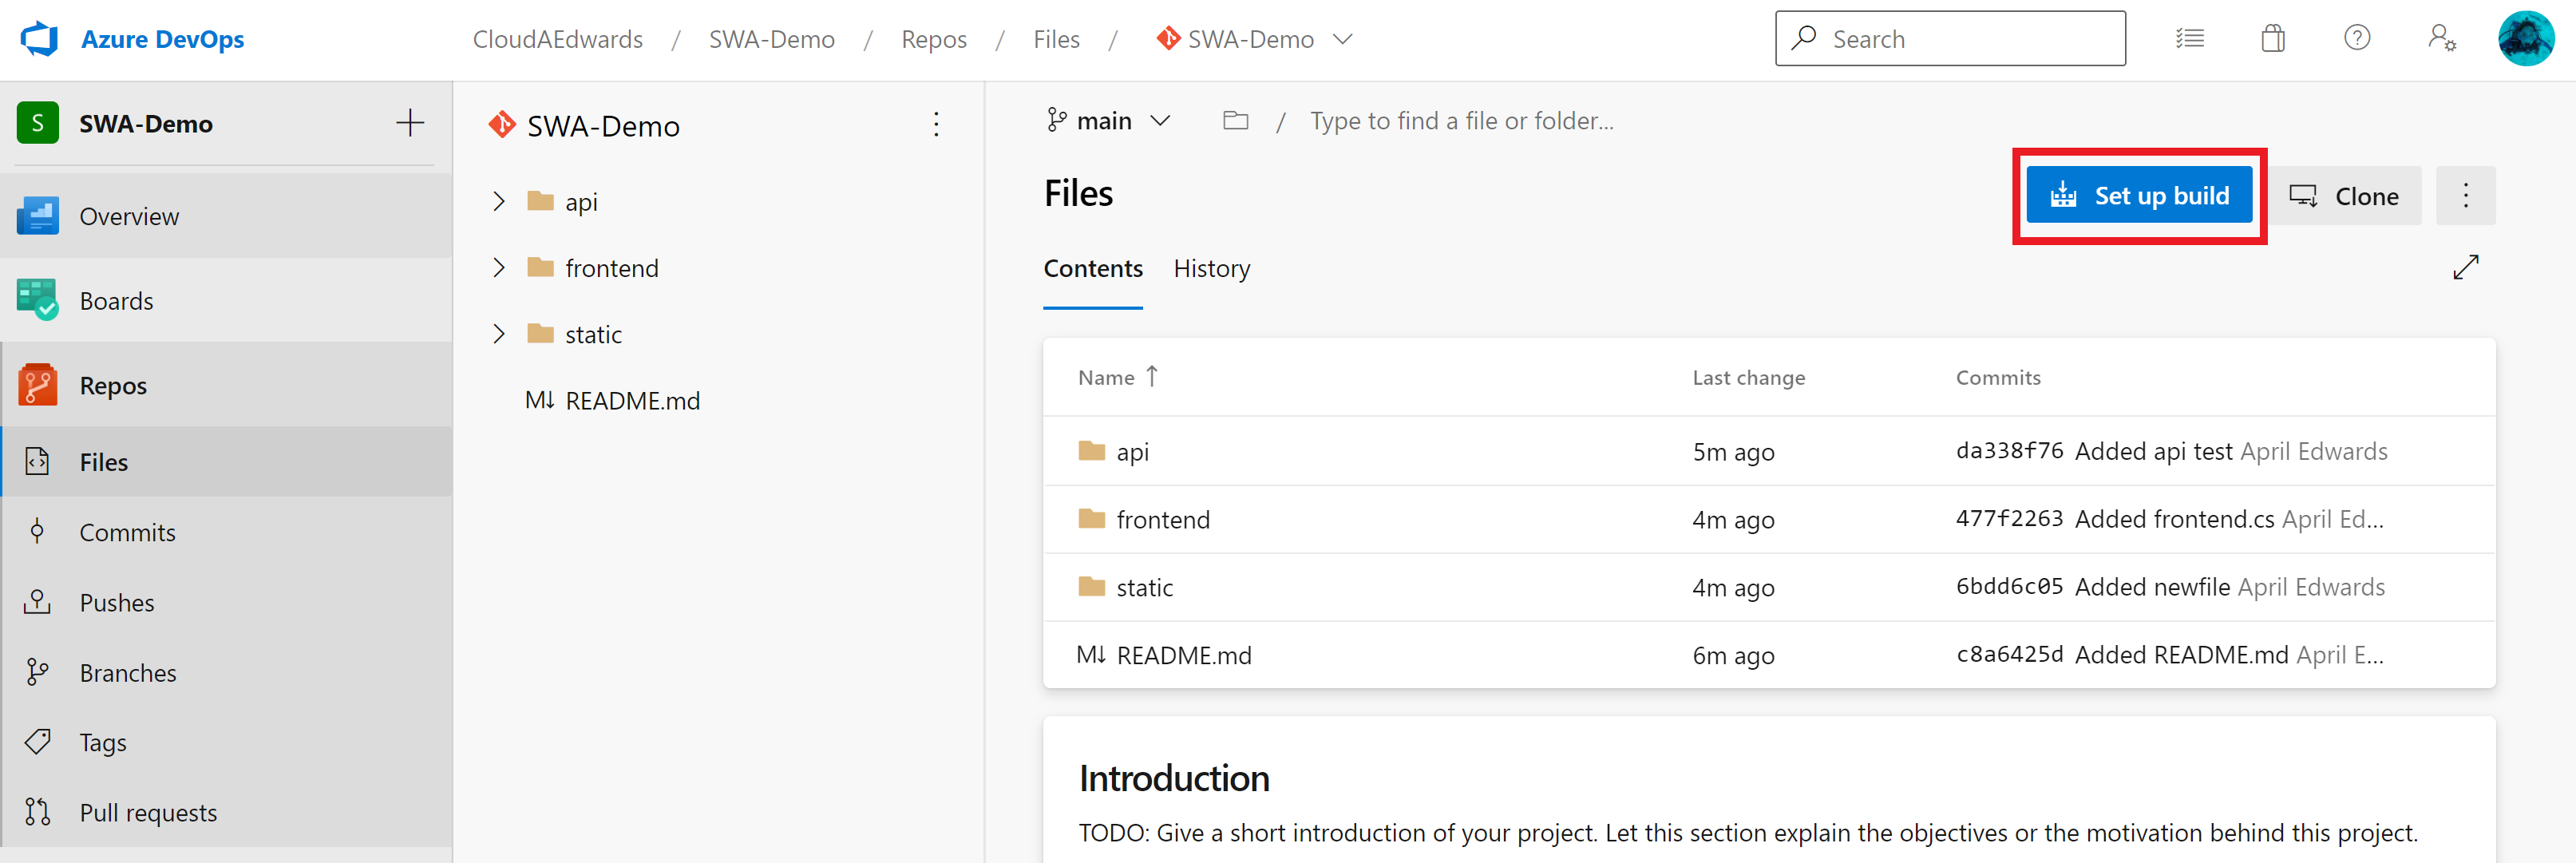 Azure DevOps
CloudAEdwards / SWA-Demo / Repos / Files / SWA-Demo
Search
S SWA-Demo
Overview
Boards
Repos
Files
Commits
Pushes
Branches
Tags
Pull requests
SWA-Demo
api
frontend
static
M↓ README.md
main
/ Type to find a file or folder...
Files
Set up build
Clone
Contents History
Name ↑ Last change Commits
api 5m ago da338f76 Added api test April Edwards
frontend 4m ago 477f2263 Added frontend.cs April Ed...
static 4m ago 6bdd6c05 Added newfile April Edwards
M↓ README.md 6m ago c8a6425d Added README.md April E...
Introduction
TODO: Give a short introduction of your project. Let this section explain the objectives or the motivation behind this project.